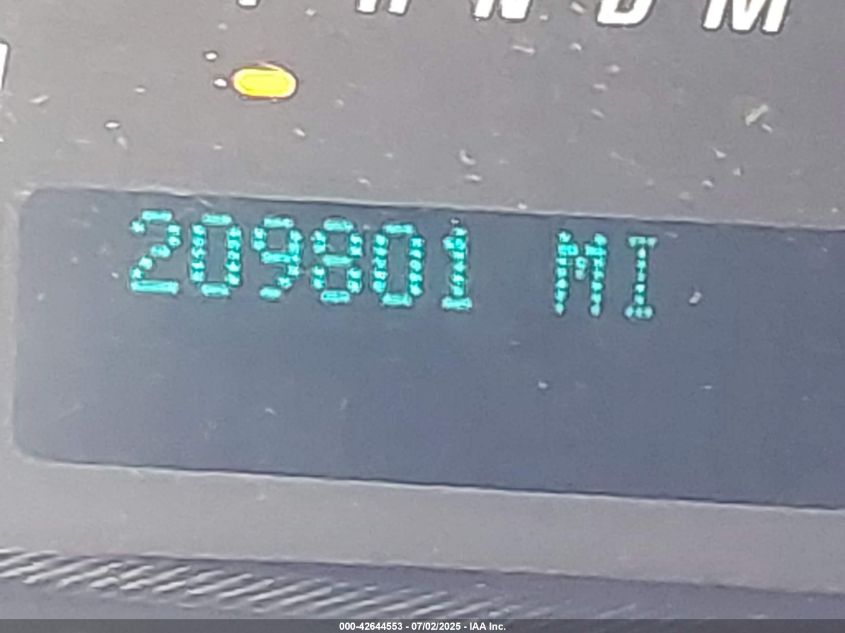 P R N D M
209801 MI
000-42644553 - 07/02/2025 - IAA Inc.